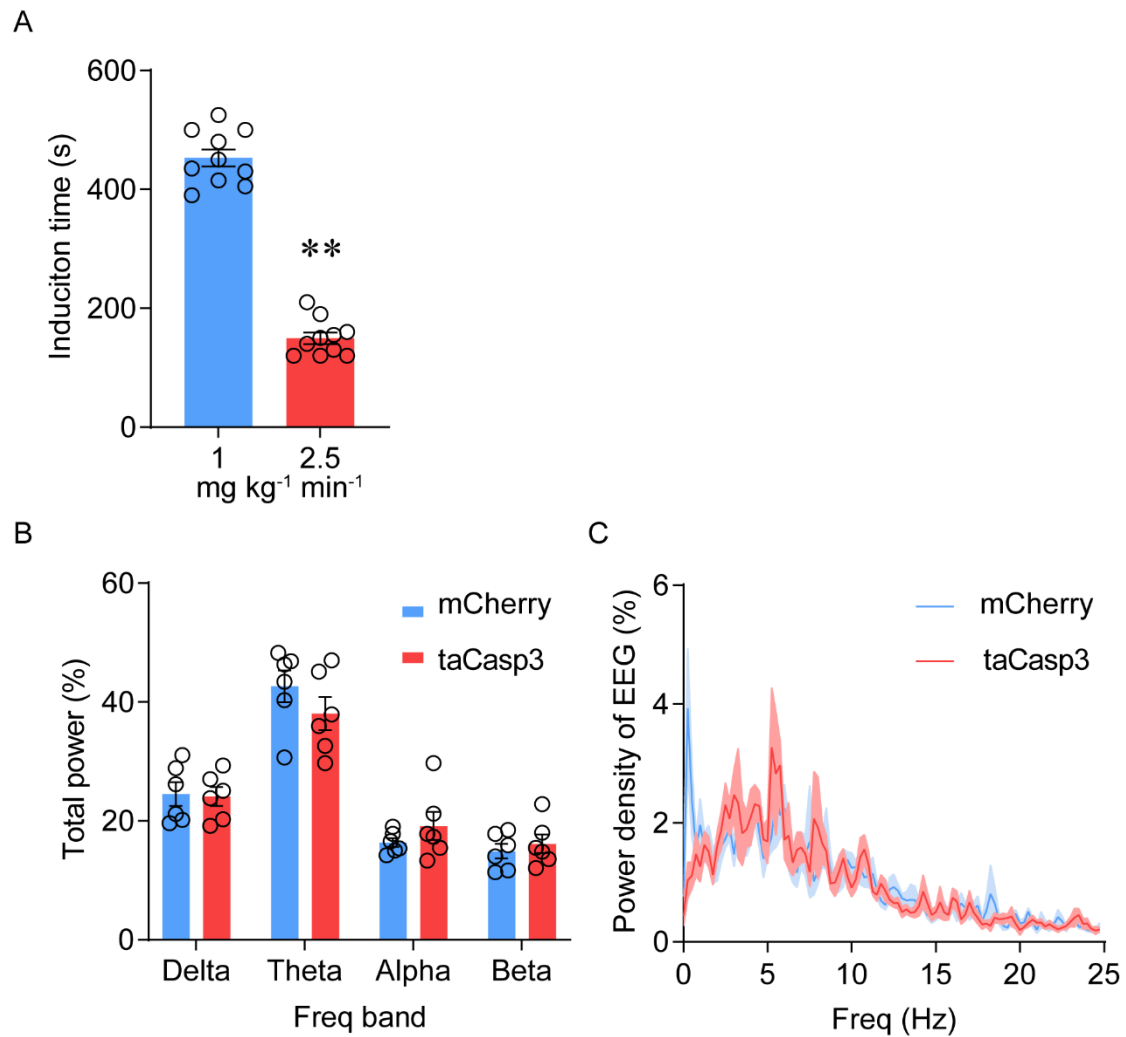 A
Induciton time (s)
600
400
200
0
**
1 2.5
mg kg⁻¹ min⁻¹
B
Total power (%)
60
40
20
0
mCherry
taCasp3
Delta Theta Alpha Beta
Freq band
C
Power density of EEG (%)
6
4
2
0
mCherry
taCasp3
0 5 10 15 20 25
Freq (Hz)